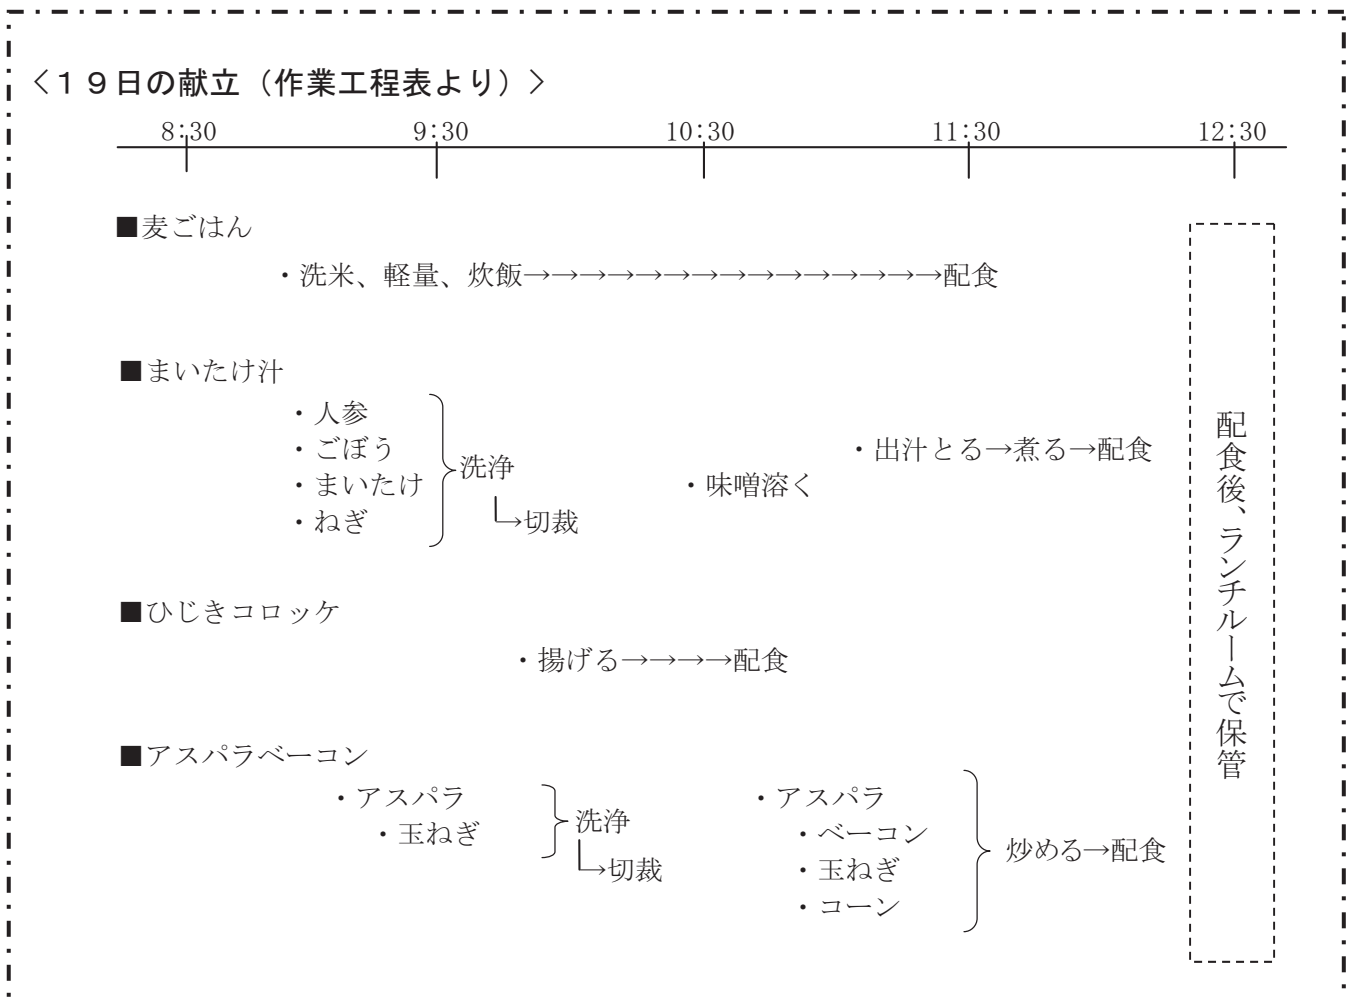 ＜１９日の献立（作業工程表より）＞
8:30 9:30 10:30 11:30 12:30
■麦ごはん
・洗米、軽量、炊飯→→→→→→→→→→→→→→→配食
■まいたけ汁
・人参
・ごぼう
・まいたけ
・ねぎ
洗浄
→切裁
・味噌溶く
・出汁とる→煮る→配食
■ひじきコロッケ
・揚げる→→→→配食
■アスパラベーコン
・アスパラ
・玉ねぎ
洗浄
→切裁
・アスパラ
・ベーコン
・玉ねぎ
・コーン
炒める→配食
配食後、ランチルームで保管